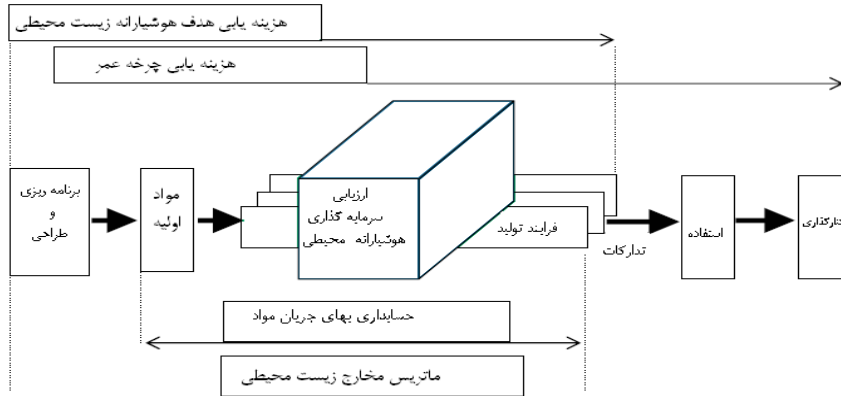 هزینه یابی هدف هوشیارانه زیست محیطی
هزینه یابی چرخه عمر
برنامه ریزی
و
طراحی
مواد
اولیه
ارزیابی
سرمایه گذاری
هوشیارانه محیطی
فرایند تولید
تدارکات
استفاده
کنارگذاری
حسابداری بهای جریان مواد
ماتریس مخارج زیست محیطی